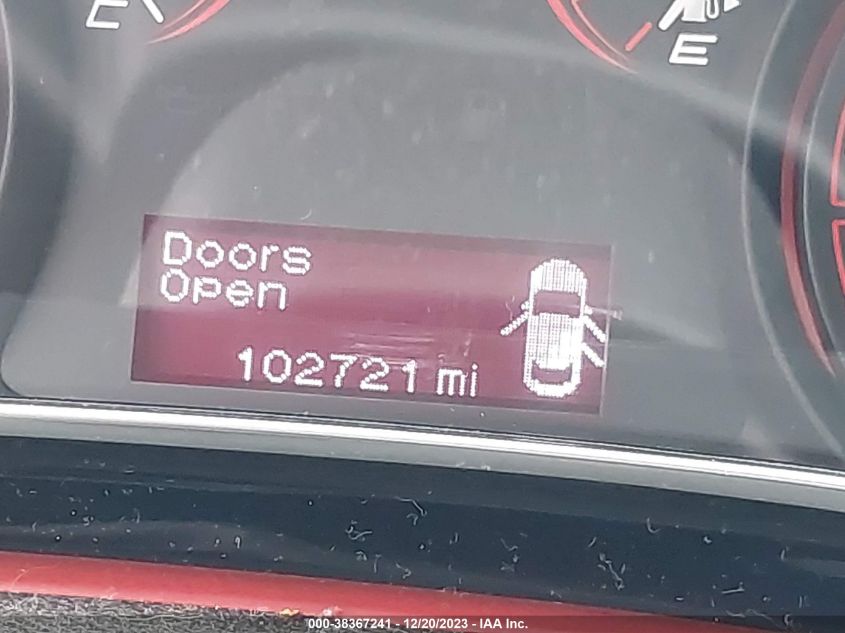 E
E
Doors
Open
102721 mi
000-38367241 - 12/20/2023 - IAA Inc.